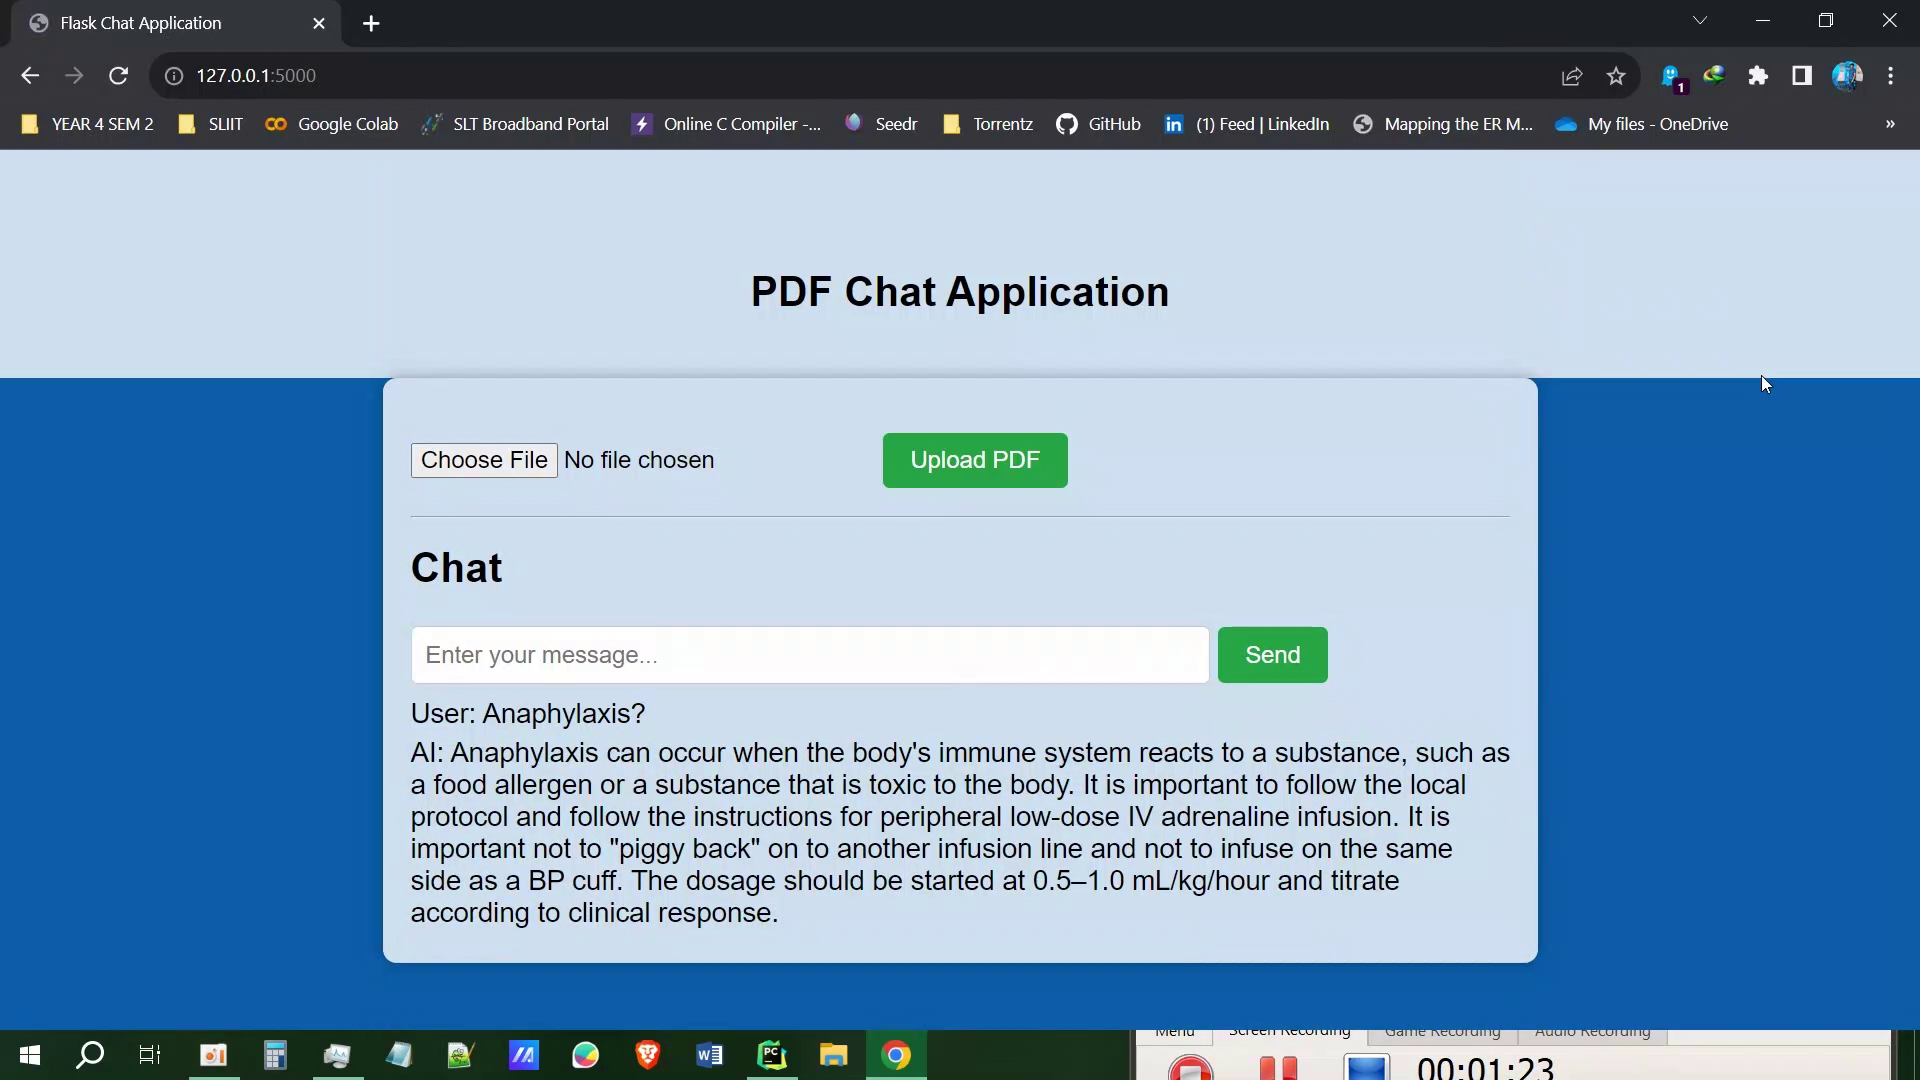 Flask Chat Application
127.0.0.1:5000
1
YEAR 4 SEM 2 SLIIT Google Colab SLT Broadband Portal Online C Compiler -... Seedr Torrentz GitHub (1) Feed | LinkedIn Mapping the ER M... My files - OneDrive »
PDF Chat Application
Choose File No file chosen Upload PDF
Chat
Enter your message... Send
User: Anaphylaxis?
AI: Anaphylaxis can occur when the body's immune system reacts to a substance, such as
a food allergen or a substance that is toxic to the body. It is important to follow the local
protocol and follow the instructions for peripheral low-dose IV adrenaline infusion. It is
important not to "piggy back" on to another infusion line and not to infuse on the same
side as a BP cuff. The dosage should be started at 0.5–1.0 mL/kg/hour and titrate
according to clinical response.
Menu Screen Recording Game Recording Audio Recording
00:01:23